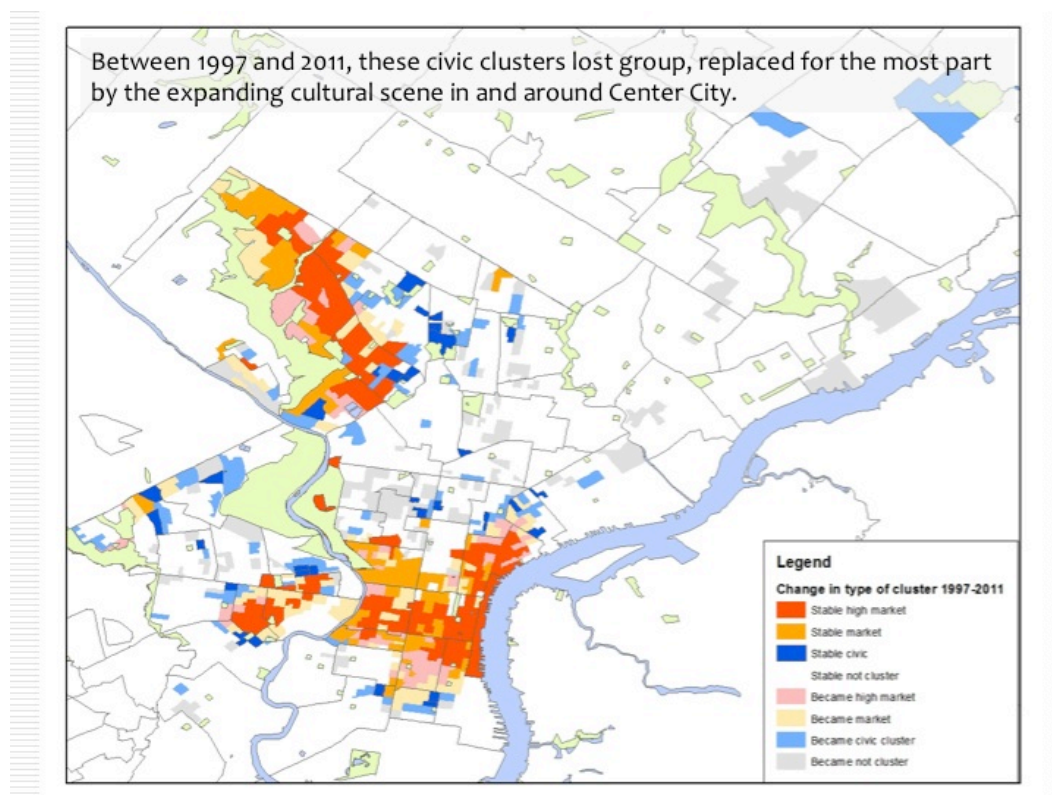 Between 1997 and 2011, these civic clusters lost group, replaced for the most part
by the expanding cultural scene in and around Center City.
Legend
Change in type of cluster 1997-2011
Stable high market
Stable market
Stable civic
Stable not cluster
Became high market
Became market
Became civic cluster
Became not cluster